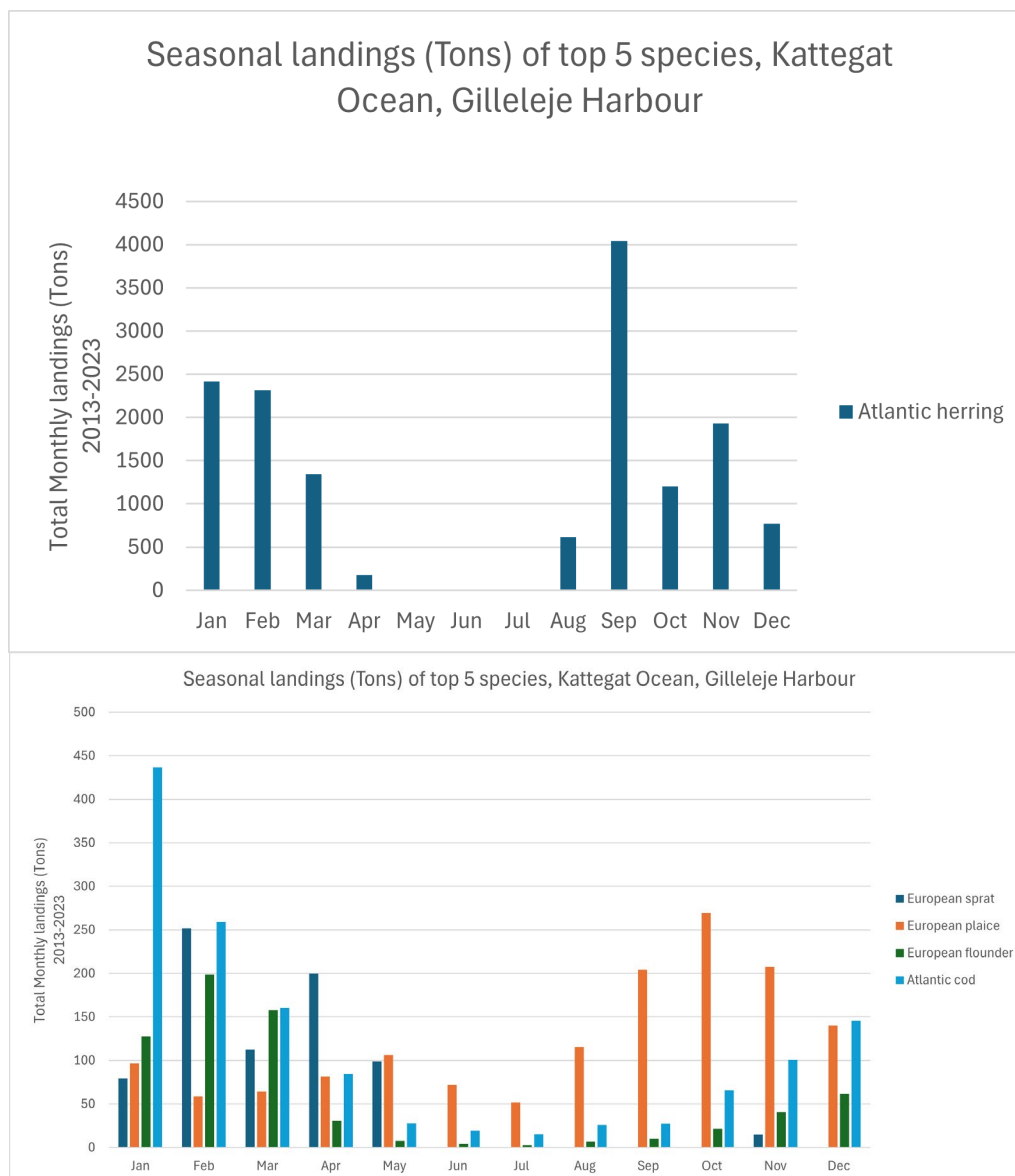 Seasonal landings (Tons) of top 5 species, Kattegat
Ocean, Gilleleje Harbour
Total Monthly landings (Tons)
2013-2023
4500
4000
3500
3000
2500
2000
1500
1000
500
0
Jan Feb Mar Apr May Jun Jul Aug Sep Oct Nov Dec
Atlantic herring
Seasonal landings (Tons) of top 5 species, Kattegat Ocean, Gilleleje Harbour
Total Monthly landings (Tons)
2013-2023
500
450
400
350
300
250
200
150
100
50
0
Jan Feb Mar Apr May Jun Jul Aug Sep Oct Nov Dec
European sprat
European plaice
European flounder
Atlantic cod